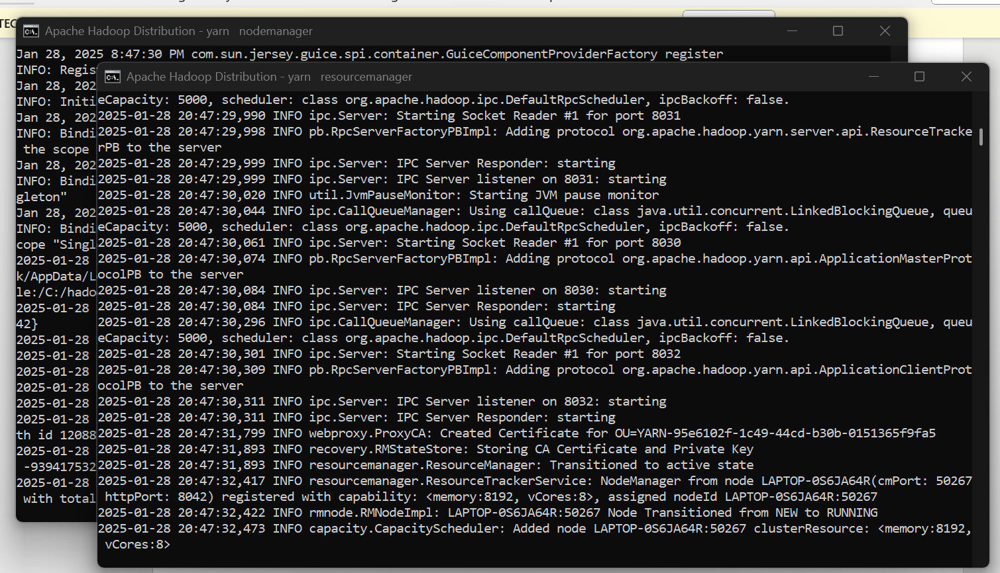 TEC
Apache Hadoop Distribution - yarn   nodemanager
Jan 28, 2025 8:47:30 PM com.sun.jersey.guice.spi.container.GuiceComponentProviderFactory register
INFO: Regis
Jan 28, 202
INFO: Initi
Jan 28, 202
INFO: Bindi
 the scope
Jan 28, 202
INFO: Bindi
gleton"
Jan 28, 202
INFO: Bindi
cope "Singl
2025-01-28
k/AppData/L
le:/C:/hado
2025-01-28
42}
2025-01-28
2025-01-28
2025-01-28
2025-01-28
2025-01-28
2025-01-28
th id 12088
2025-01-28
 -939417532
2025-01-28
 with total
Apache Hadoop Distribution - yarn   resourcemanager
eCapacity: 5000, scheduler: class org.apache.hadoop.ipc.DefaultRpcScheduler, ipcBackoff: false.
2025-01-28 20:47:29,990 INFO ipc.Server: Starting Socket Reader #1 for port 8031
2025-01-28 20:47:29,998 INFO pb.RpcServerFactoryPBImpl: Adding protocol org.apache.hadoop.yarn.server.api.ResourceTracke
rPB to the server
2025-01-28 20:47:29,999 INFO ipc.Server: IPC Server Responder: starting
2025-01-28 20:47:29,999 INFO ipc.Server: IPC Server listener on 8031: starting
2025-01-28 20:47:30,020 INFO util.JvmPauseMonitor: Starting JVM pause monitor
2025-01-28 20:47:30,044 INFO ipc.CallQueueManager: Using callQueue: class java.util.concurrent.LinkedBlockingQueue, queu
eCapacity: 5000, scheduler: class org.apache.hadoop.ipc.DefaultRpcScheduler, ipcBackoff: false.
2025-01-28 20:47:30,061 INFO ipc.Server: Starting Socket Reader #1 for port 8030
2025-01-28 20:47:30,074 INFO pb.RpcServerFactoryPBImpl: Adding protocol org.apache.hadoop.yarn.api.ApplicationMasterProt
ocolPB to the server
2025-01-28 20:47:30,084 INFO ipc.Server: IPC Server listener on 8030: starting
2025-01-28 20:47:30,084 INFO ipc.Server: IPC Server Responder: starting
2025-01-28 20:47:30,296 INFO ipc.CallQueueManager: Using callQueue: class java.util.concurrent.LinkedBlockingQueue, queu
eCapacity: 5000, scheduler: class org.apache.hadoop.ipc.DefaultRpcScheduler, ipcBackoff: false.
2025-01-28 20:47:30,301 INFO ipc.Server: Starting Socket Reader #1 for port 8032
2025-01-28 20:47:30,309 INFO pb.RpcServerFactoryPBImpl: Adding protocol org.apache.hadoop.yarn.api.ApplicationClientProt
ocolPB to the server
2025-01-28 20:47:30,311 INFO ipc.Server: IPC Server listener on 8032: starting
2025-01-28 20:47:30,311 INFO ipc.Server: IPC Server Responder: starting
2025-01-28 20:47:31,799 INFO webproxy.ProxyCA: Created Certificate for OU=YARN-95e6102f-1c49-44cd-b30b-0151365f9fa5
2025-01-28 20:47:31,893 INFO recovery.RMStateStore: Storing CA Certificate and Private Key
2025-01-28 20:47:31,893 INFO resourcemanager.ResourceManager: Transitioned to active state
2025-01-28 20:47:32,417 INFO resourcemanager.ResourceTrackerService: NodeManager from node LAPTOP-0S6JA64R(cmPort: 50267
 httpPort: 8042) registered with capability: <memory:8192, vCores:8>, assigned nodeId LAPTOP-0S6JA64R:50267
2025-01-28 20:47:32,422 INFO rmnode.RMNodeImpl: LAPTOP-0S6JA64R:50267 Node Transitioned from NEW to RUNNING
2025-01-28 20:47:32,473 INFO capacity.CapacityScheduler: Added node LAPTOP-0S6JA64R:50267 clusterResource: <memory:8192,
 vCores:8>